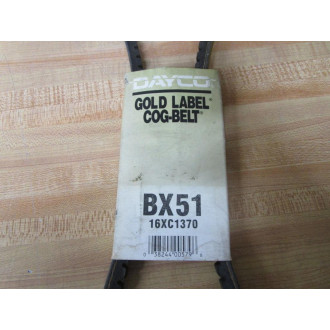 DAYCO
GOLD LABEL®
COG-BELT®
BX51
16XC1370